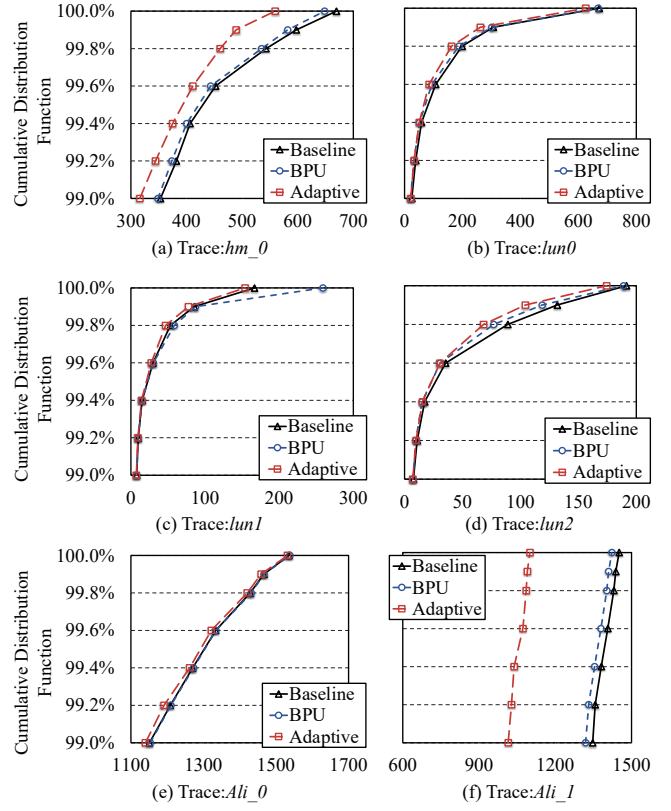 Cumulative Distribution
Function
100.0%
99.8%
99.6%
99.4%
99.2%
99.0%
Baseline
BPU
Adaptive
300 400 500 600 700
(a) Trace:hm_0
Baseline
BPU
Adaptive
0 200 400 600 800
(b) Trace:lun0
Cumulative Distribution
Function
100.0%
99.8%
99.6%
99.4%
99.2%
99.0%
Baseline
BPU
Adaptive
0 100 200 300
(c) Trace:lun1
Baseline
BPU
Adaptive
0 50 100 150 200
(d) Trace:lun2
Cumulative Distribution
Function
100.0%
99.8%
99.6%
99.4%
99.2%
99.0%
Baseline
BPU
Adaptive
1100 1300 1500 1700
(e) Trace:Ali_0
Baseline
BPU
Adaptive
600 900 1200 1500
(f) Trace:Ali_1